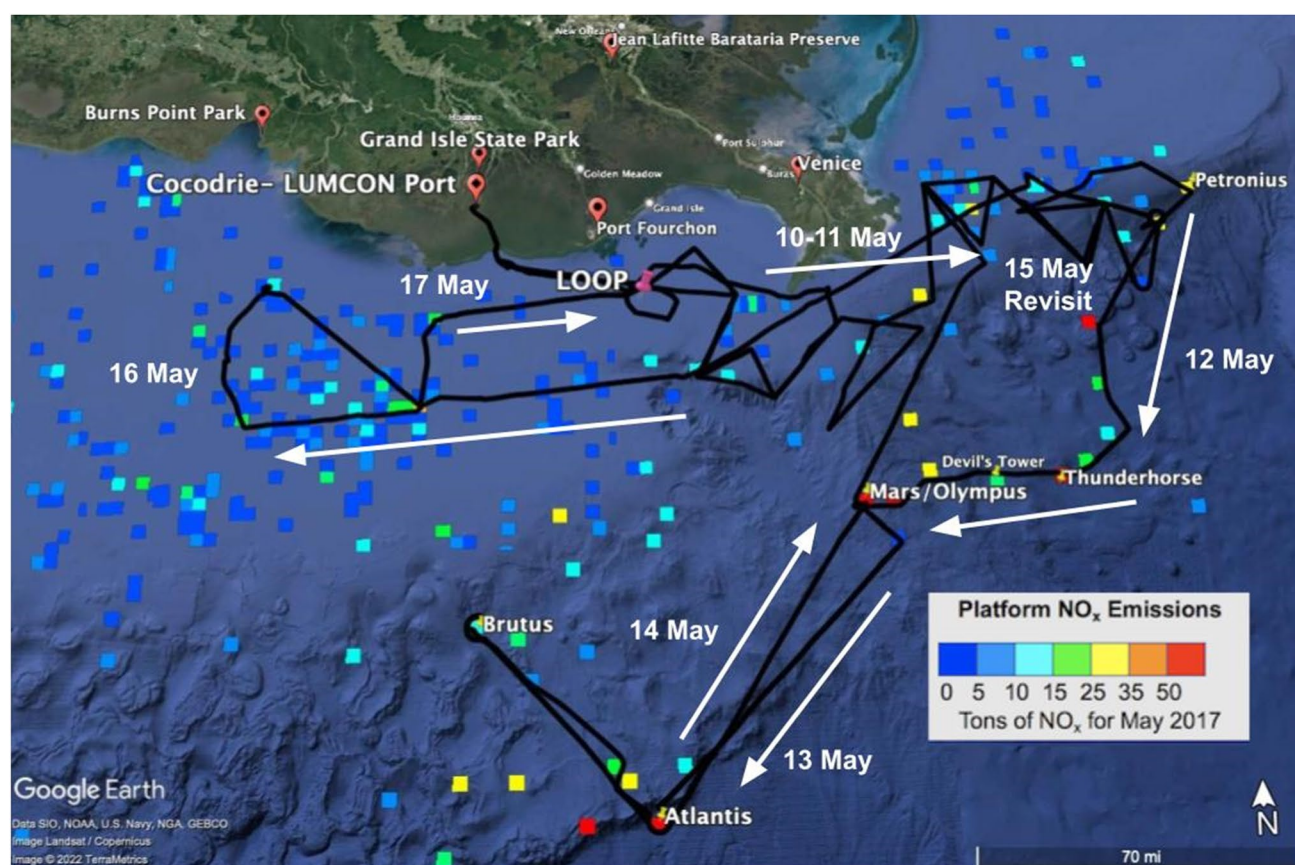 New Orleans
Jean Lafitte Barataria Preserve
Burns Point Park
Houma
Grand Isle State Park
Port Sulphur
Golden Meadow
Buras
Venice
Cocodrie- LUMCON Port
Petronius
Grand Isle
Port Fourchon
10-11 May
LOOP
17 May
15 May
Revisit
12 May
16 May
Devil's Tower
Thunderhorse
Mars/Olympus
Platform NOx Emissions
0 5 10 15 25 35 50
Tons of NOx for May 2017
Brutus
14 May
13 May
Google Earth
Atlantis
Data SIO, NOAA, U.S. Navy, NGA, GEBCO
Image Landsat / Copernicus
Image © 2022 TerraMetrics
N
70 mi